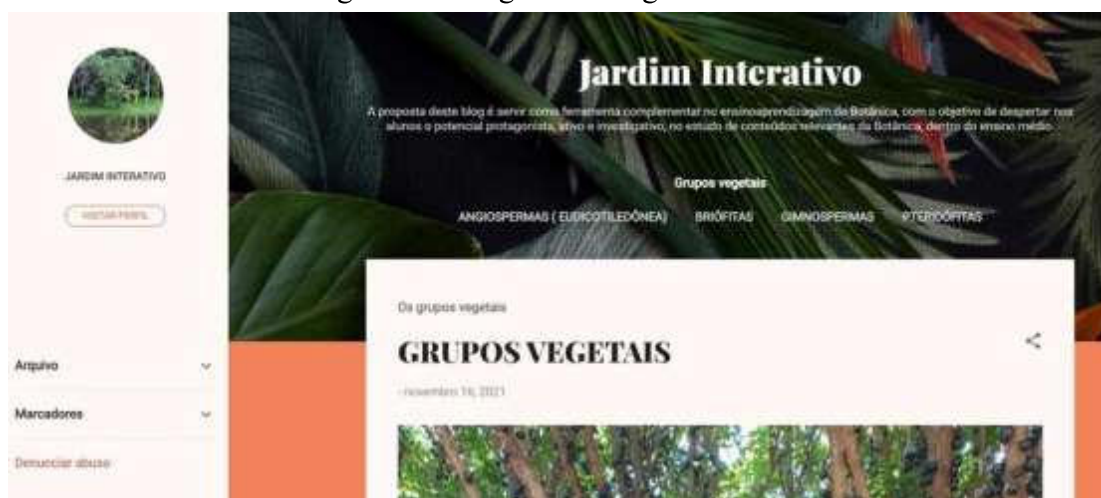 JARDIM INTERATIVO
VISITAR PERFIL
Arquivo
Marcadores
Denunciar abuso
Jardim Interativo
A proposta deste blog é servir como ferramenta complementar no ensinoaprendizagem da Botânica, com o objetivo de despertar nos
alunos o potencial protagonista, ativo e investigativo, no estudo de conteúdos relevantes da Botânica, dentro do ensino médio.
Grupos vegetais
ANGIOSPERMAS ( EUDICOTILEDÔNEA) BRIÓFITAS GIMNOSPERMAS PTERIDÓFITAS
Os grupos vegetais
GRUPOS VEGETAIS
- novembro 16, 2021